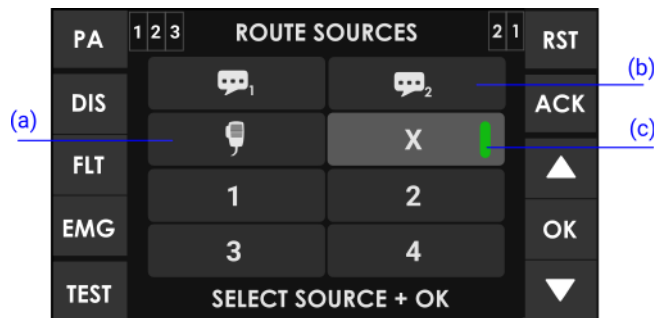 PA 1 2 3 ROUTE SOURCES 2 1 RST
(b)
DIS 1 2 ACK
(a) (c)
X
FLT
1 2
EMG OK
3 4
TEST SELECT SOURCE + OK